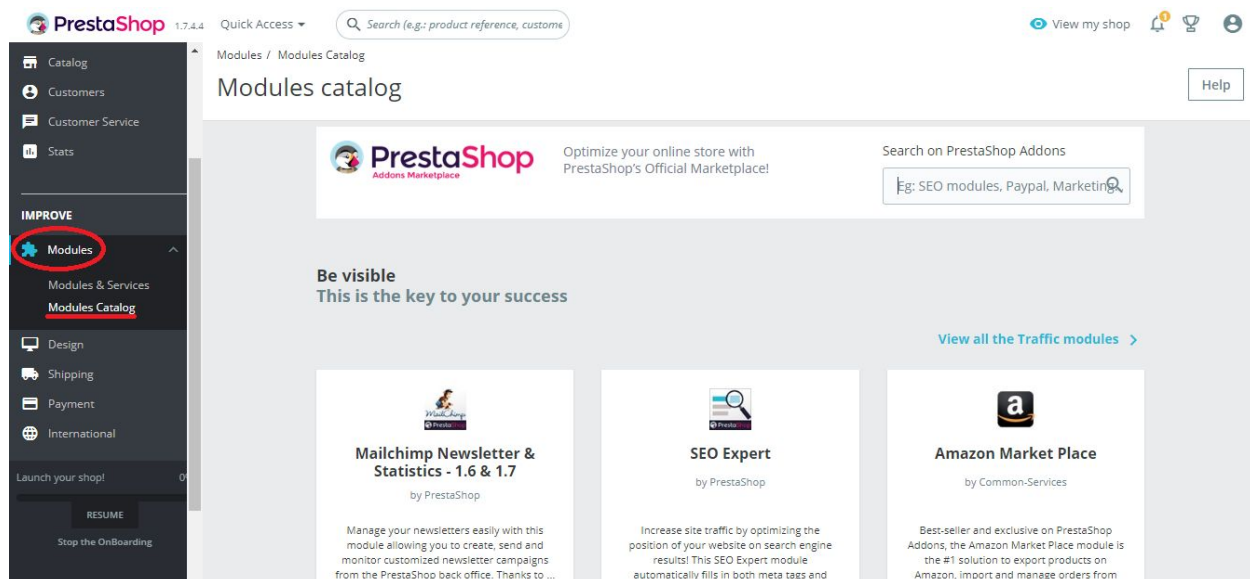 PrestaShop 1.7.4.4 Quick Access Search (e.g.: product reference, custome View my shop
Catalog
Customers
Customer Service
Stats
IMPROVE
Modules
Modules & Services
Modules Catalog
Design
Shipping
Payment
International
Launch your shop!
RESUME
Stop the OnBoarding
Modules / Modules Catalog
Modules catalog
Help
PrestaShop
Addons Marketplace
Optimize your online store with
PrestaShop's Official Marketplace!
Search on PrestaShop Addons
Eg: SEO modules, Paypal, Marketing
Be visible
This is the key to your success
View all the Traffic modules
MailChimp
Mailchimp Newsletter &
Statistics - 1.6 & 1.7
by PrestaShop
Manage your newsletters easily with this
module allowing you to create, send and
monitor customized newsletter campaigns
from the PrestaShop back office. Thanks to ...
SEO Expert
by PrestaShop
Increase site traffic by optimizing the
position of your website on search engine
results! This SEO Expert module
automatically fills in both meta tags and
a
Amazon Market Place
by Common-Services
Best-seller and exclusive on PrestaShop
Addons, the Amazon Market Place module is
the #1 solution to export products on
Amazon, import and manage orders from